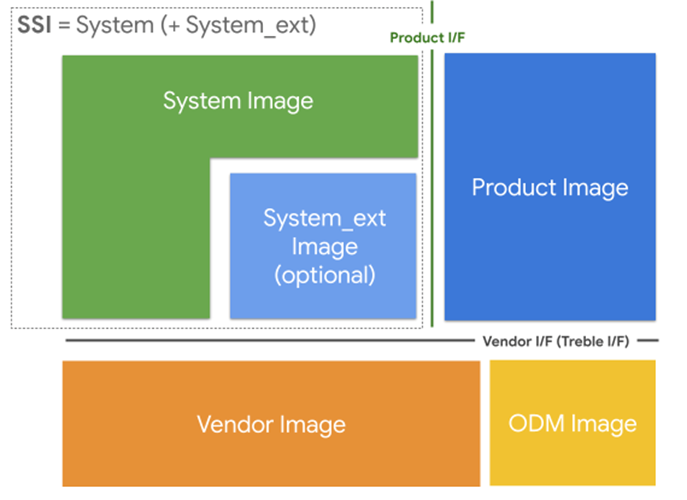 SSI = System (+ System_ext)
Product I/F
System Image
Product Image
System_ext
Image
(optional)
Vendor I/F (Treble I/F)
Vendor Image
ODM Image